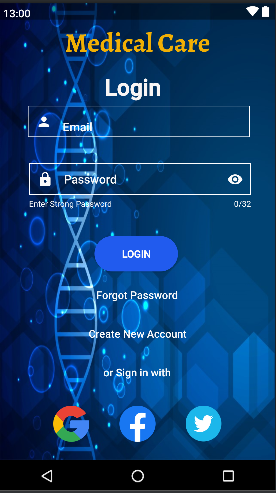 13:00
Medical Care
Login
Email
Password
Enter Strong Password 0/32
LOGIN
Forgot Password
Create New Account
or Sign in with